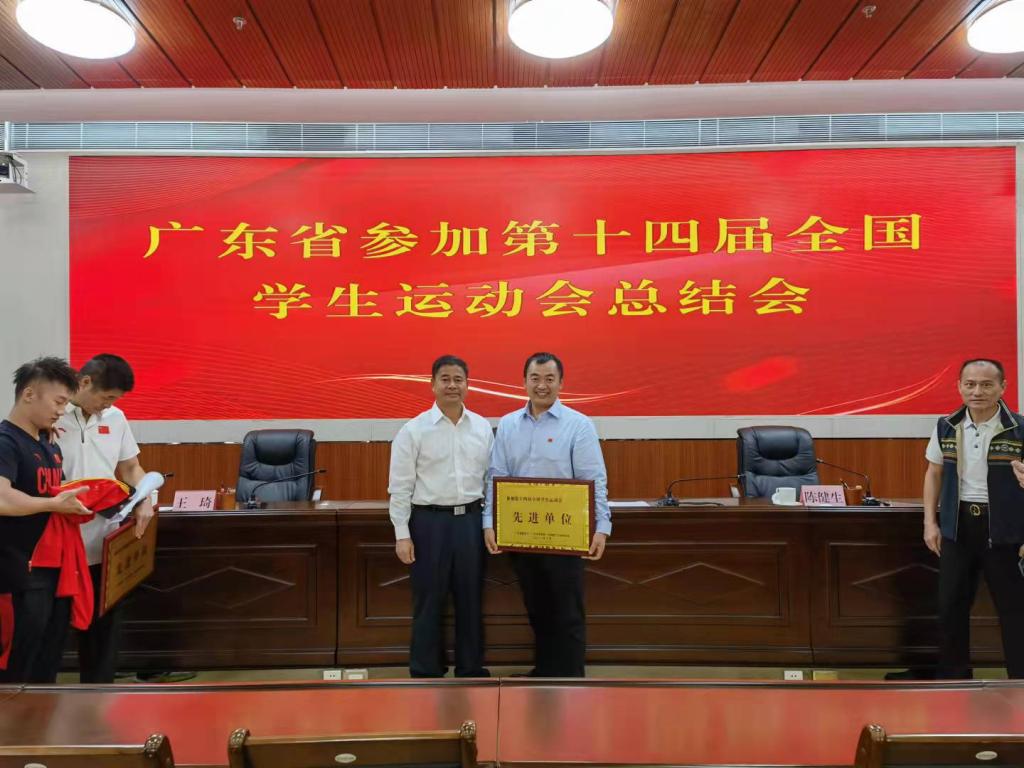 广东省参加第十四届全国
学生运动会总结会
王琦
陈健生
先进单位